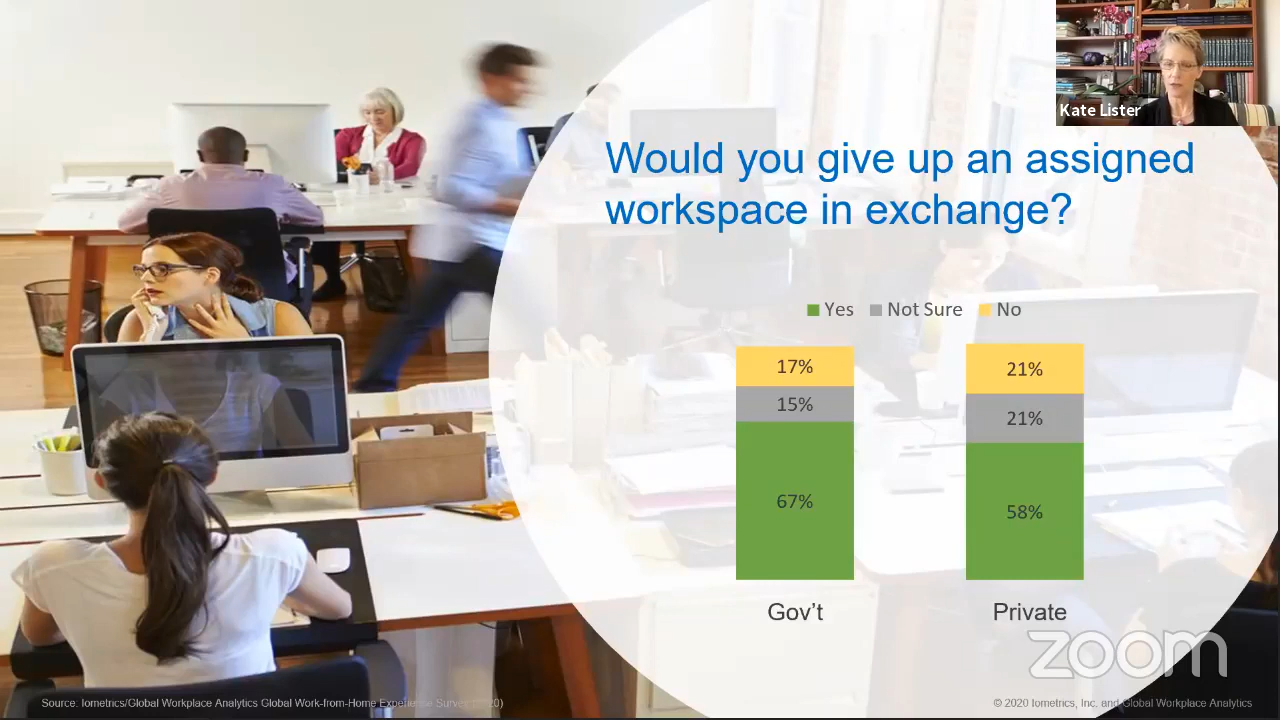 Kate Lister
Would you give up an assigned
workspace in exchange?
Yes Not Sure No
17% 21%
15% 21%
67% 58%
Gov't Private
zoom
Source: Iometrics/Global Workplace Analytics Global Work-from-Home Experience Survey (2020)
© 2020 Iometrics, Inc. and Global Workplace Analytics